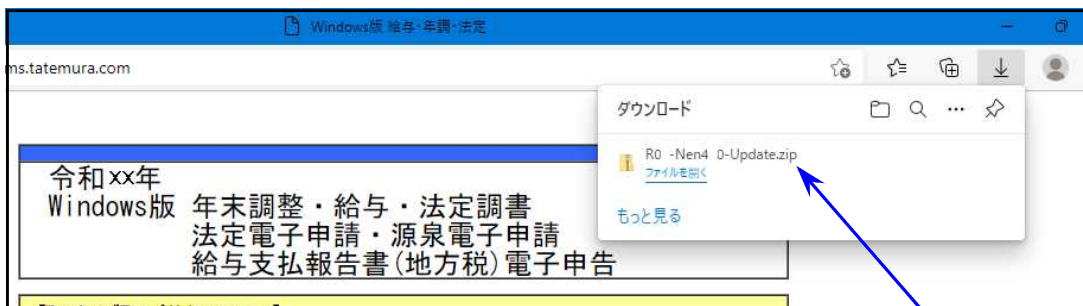 Windows版 給与・年調・法定
ms.tatemura.com
ダウンロード
R0 -Nen4 0-Update.zip
ファイルを開く
もっと見る
令和xx年
Windows版 年末調整・給与・法定調書
法定電子申請・源泉電子申請
給与支払報告書(地方税)電子申告